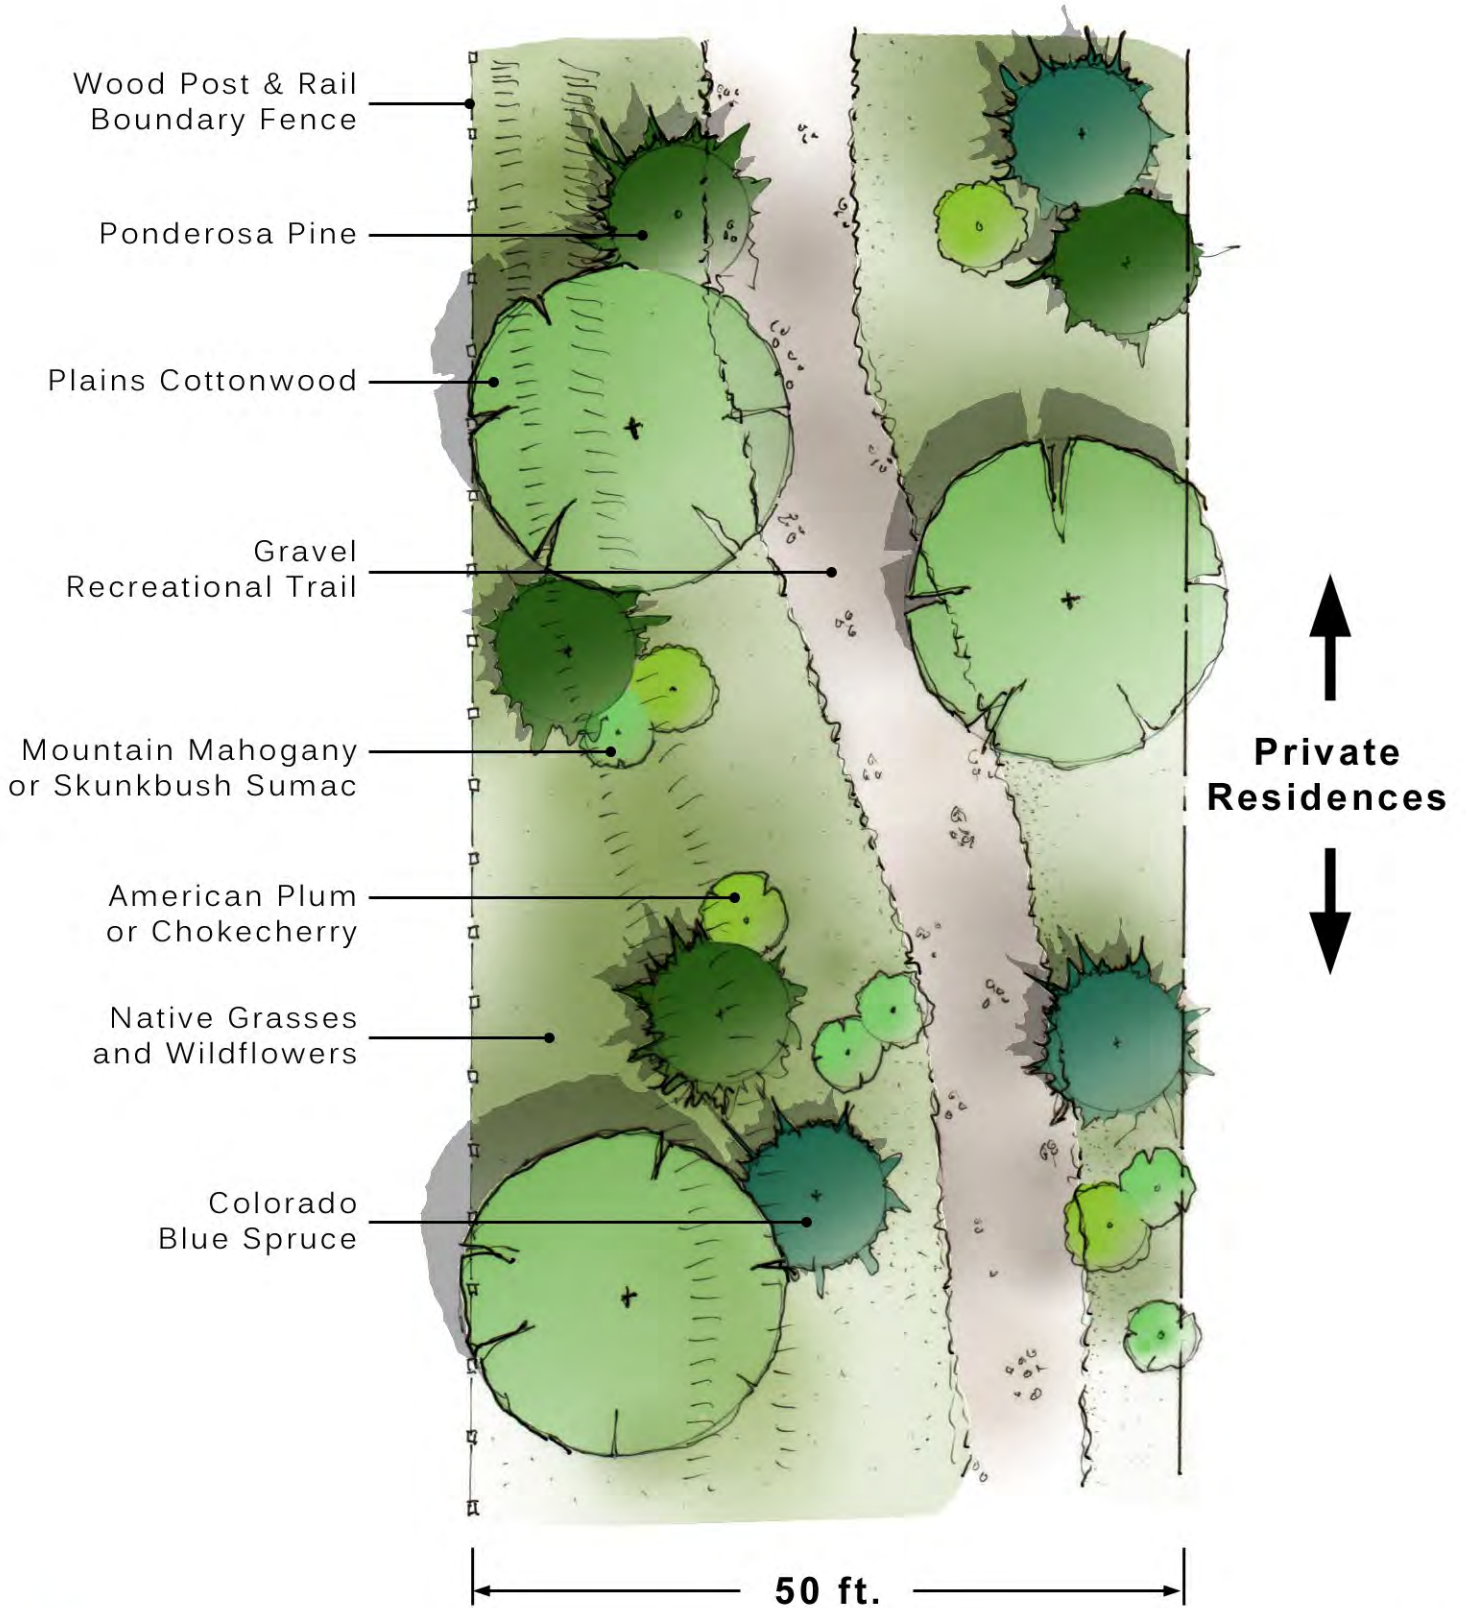 Wood Post & Rail
Boundary Fence
Ponderosa Pine
Plains Cottonwood
Gravel
Recreational Trail
Mountain Mahogany
or Skunkbush Sumac
American Plum
or Chokecherry
Native Grasses
and Wildflowers
Colorado
Blue Spruce
Private
Residences
50 ft.